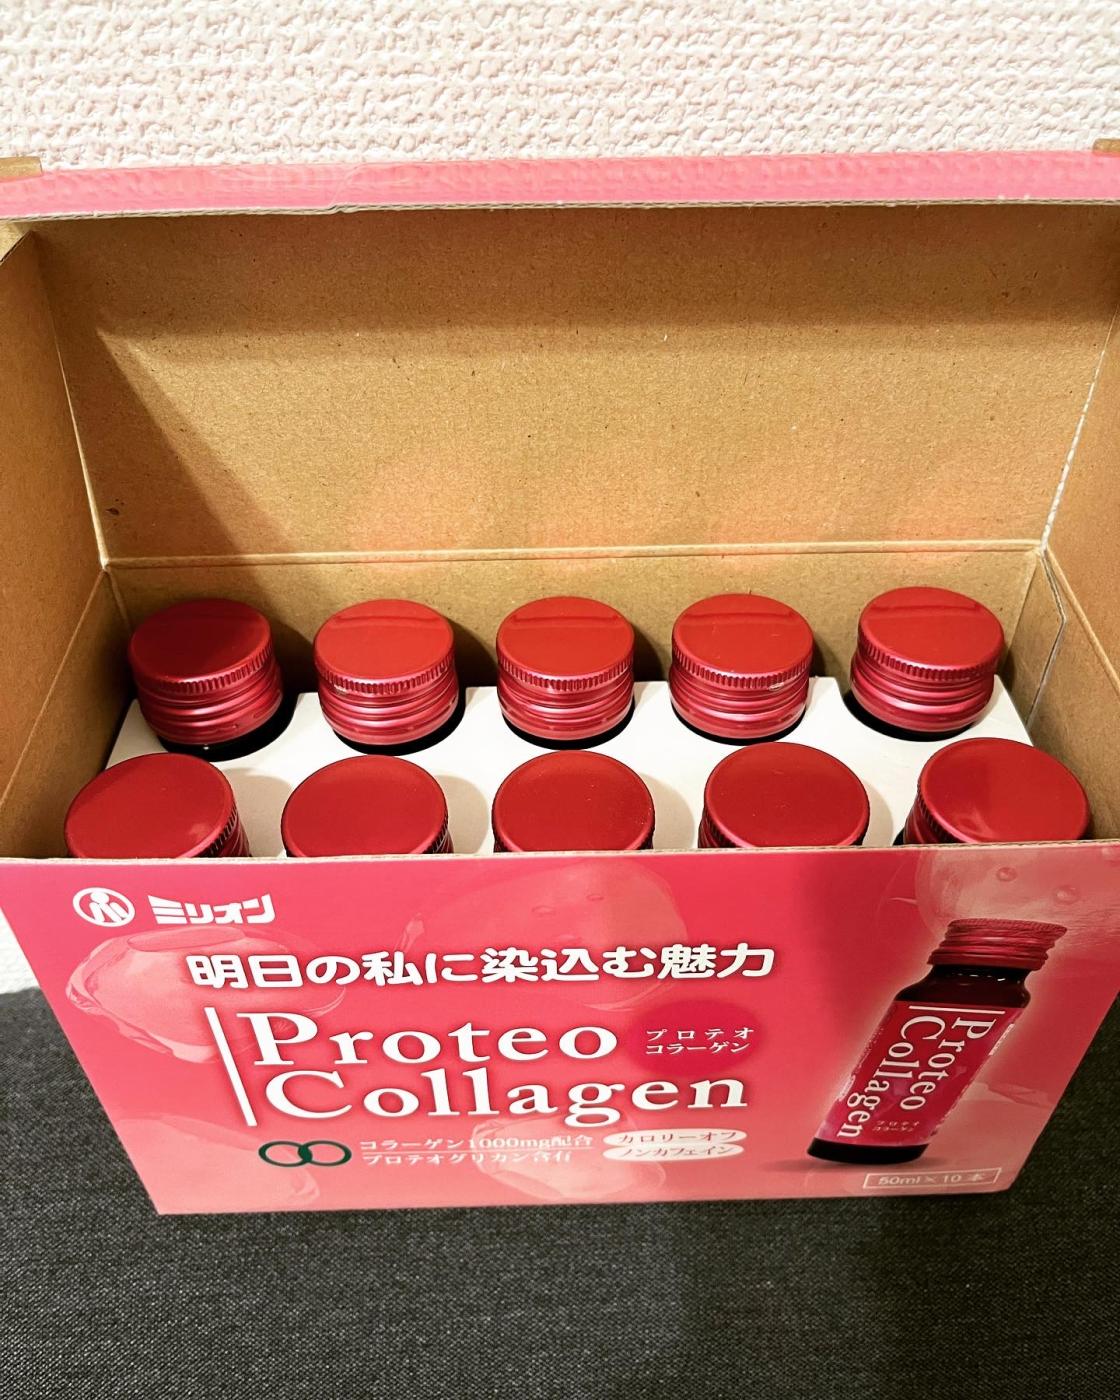 ミリオン
明日の私に染込む魅力
Proteo
Collagen
プロテオ
コラーゲン
コラーゲン1000mg配合
プロテオグリカン含有
カロリーオフ
ノンカフェイン
Proteo
Collagen
プロテオ
コラーゲン
50ml×10本